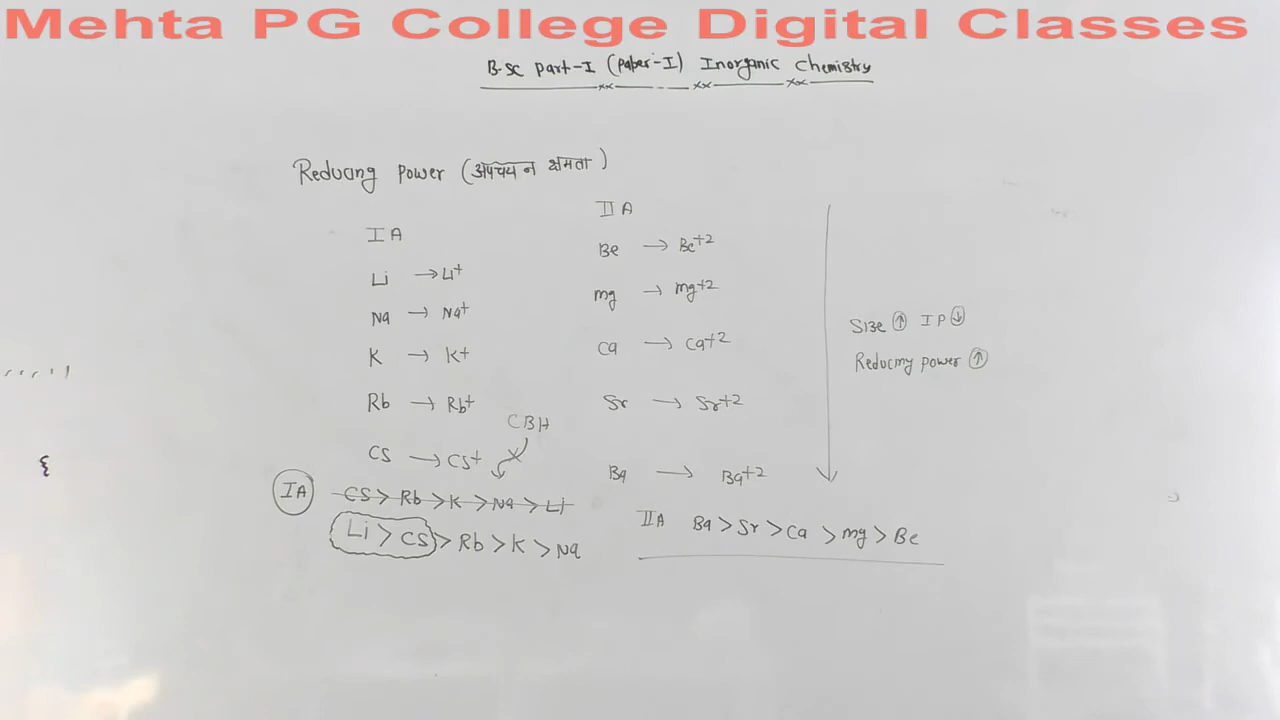 Mehta PG College Digital Classes
B.Sc Part-I (Paper-I) Inorganic Chemistry
Reducing Power (अपचयन क्षमता)
IA
Li → Li+
Na → Na+
K → K+
Rb → Rb+
Cs → Cs+
CBH
IIA
Be → Be+2
Mg → Mg+2
Ca → Ca+2
Sr → Sr+2
Ba → Ba+2
Size ↑ IP ↓
Reducing power ↑
IA Cs > Rb > K > Na > Li
Li > Cs > Rb > K > Na
IIA Ba > Sr > Ca > Mg > Be